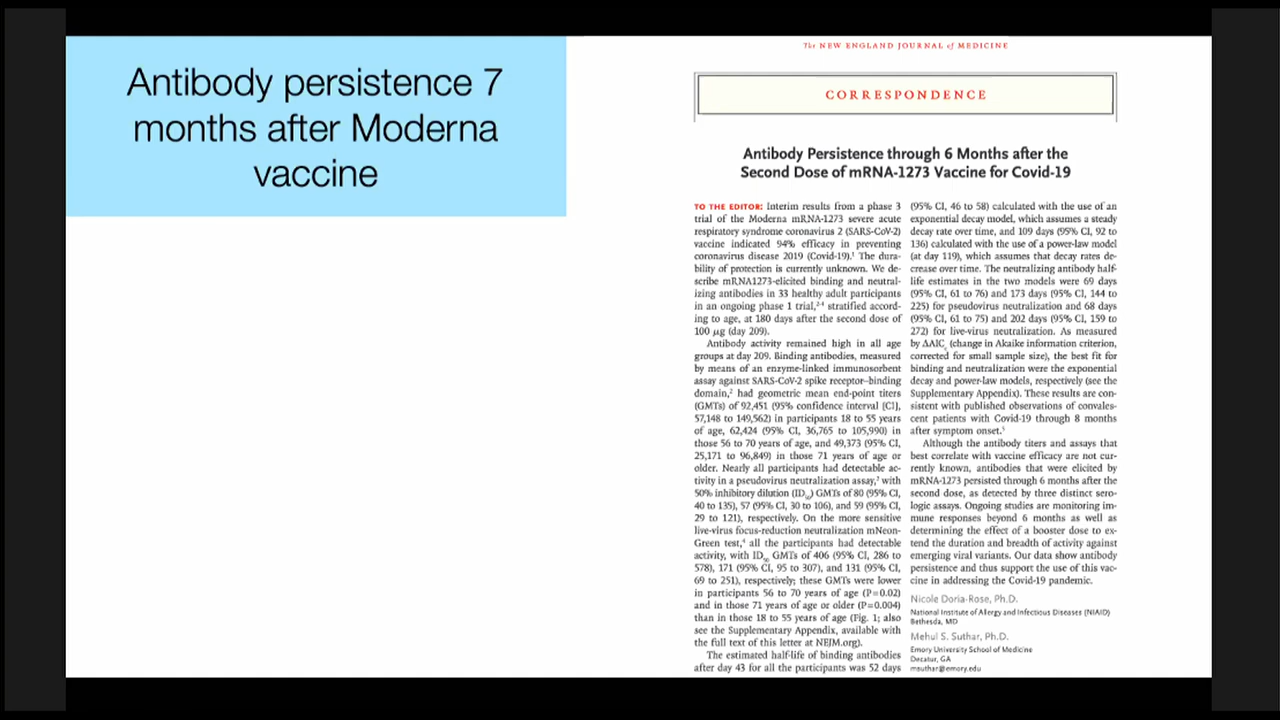 Antibody persistence 7
months after Moderna
vaccine
The NEW ENGLAND JOURNAL of MEDICINE
CORRESPONDENCE
Antibody Persistence through 6 Months after the
Second Dose of mRNA-1273 Vaccine for Covid-19
TO THE EDITOR: Interim results from a phase 3
trial of the Moderna mRNA-1273 severe acute
respiratory syndrome coronavirus 2 (SARS-CoV-2)
vaccine indicated 94% efficacy in preventing
coronavirus disease 2019 (Covid-19).¹ The dura-
bility of protection is currently unknown. We de-
scribe mRNA1273-elicited binding and neutral-
izing antibodies in 33 healthy adult participants
in an ongoing phase 1 trial,²⁻⁴ stratified accord-
ing to age, at 180 days after the second dose of
100 μg (day 209).
Antibody activity remained high in all age
groups at day 209. Binding antibodies, measured
by means of an enzyme-linked immunosorbent
assay against SARS-CoV-2 spike receptor–binding
domain,² had geometric mean end-point titers
(GMTs) of 92,451 (95% confidence interval [CI],
57,148 to 149,562) in participants 18 to 55 years
of age, 62,424 (95% CI, 36,765 to 105,990) in
those 56 to 70 years of age, and 49,373 (95% CI,
25,171 to 96,849) in those 71 years of age or
older. Nearly all participants had detectable ac-
tivity in a pseudovirus neutralization assay,³ with
50% inhibitory dilution (ID₅₀) GMTs of 80 (95% CI,
40 to 135), 57 (95% CI, 30 to 106), and 59 (95% CI,
29 to 121), respectively. On the more sensitive
live-virus focus-reduction neutralization mNeon-
Green test,⁴ all the participants had detectable
activity, with ID₅₀ GMTs of 406 (95% CI, 286 to
578), 171 (95% CI, 95 to 307), and 131 (95% CI,
69 to 251), respectively; these GMTs were lower
in participants 56 to 70 years of age (P=0.02)
and in those 71 years of age or older (P=0.004)
than in those 18 to 55 years of age (Fig. 1; also
see the Supplementary Appendix, available with
the full text of this letter at NEJM.org).
The estimated half-life of binding antibodies
after day 43 for all the participants was 52 days
(95% CI, 46 to 58) calculated with the use of an
exponential decay model, which assumes a steady
decay rate over time, and 109 days (95% CI, 92 to
136) calculated with the use of a power-law model
(at day 119), which assumes that decay rates de-
crease over time. The neutralizing antibody half-
life estimates in the two models were 69 days
(95% CI, 61 to 76) and 173 days (95% CI, 144 to
225) for pseudovirus neutralization and 68 days
(95% CI, 61 to 75) and 202 days (95% CI, 159 to
272) for live-virus neutralization. As measured
by ΔAIC (change in Akaike information criterion,
corrected for small sample size), the best fit for
binding and neutralization were the exponential
decay and power-law models, respectively (see the
Supplementary Appendix). These results are con-
sistent with published observations of convales-
cent patients with Covid-19 through 8 months
after symptom onset.⁵
Although the antibody titers and assays that
best correlate with vaccine efficacy are not cur-
rently known, antibodies that were elicited by
mRNA-1273 persisted through 6 months after the
second dose, as detected by three distinct sero-
logic assays. Ongoing studies are monitoring im-
mune responses beyond 6 months as well as
determining the effect of a booster dose to ex-
tend the duration and breadth of activity against
emerging viral variants. Our data show antibody
persistence and thus support the use of this vac-
cine in addressing the Covid-19 pandemic.
Nicole Doria-Rose, Ph.D.
National Institute of Allergy and Infectious Diseases (NIAID)
Bethesda, MD
Mehul S. Suthar, Ph.D.
Emory University School of Medicine
Decatur, GA
msuthar@emory.edu